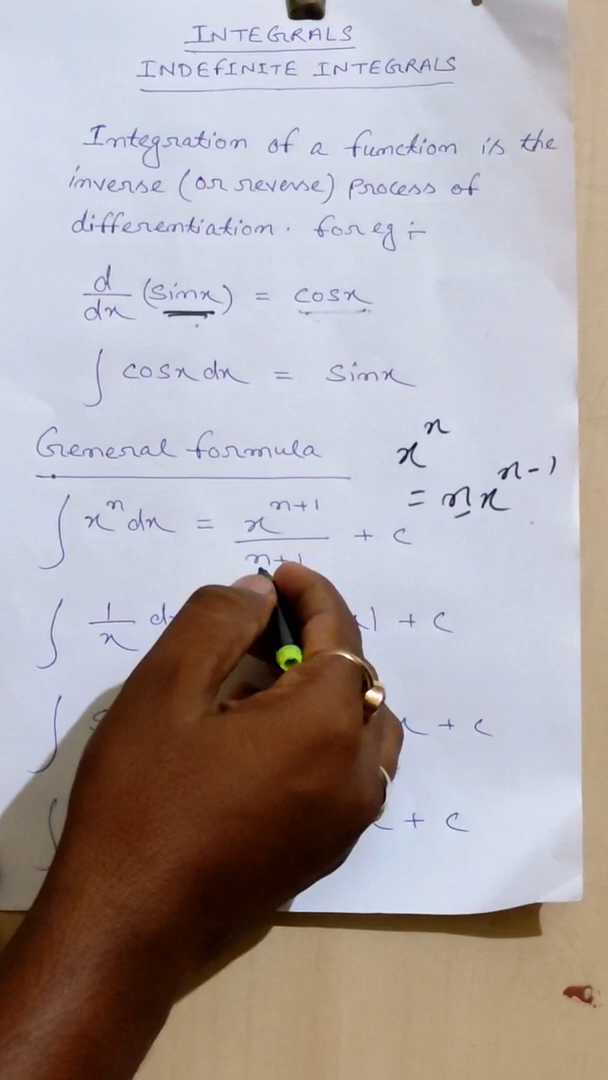 INTEGRALS
INDEFINITE INTEGRALS
Integration of a function is the
inverse (or reverse) process of
differentiation. for eg :-
d/dx (sinx) = cosx
∫ cosx dx = sinx
General formula
x^n
= nx^(n-1)
∫ x^n dx = x^(n+1)/(n+1) + c
∫ 1/x d | + c
∫ + c
∫ + c